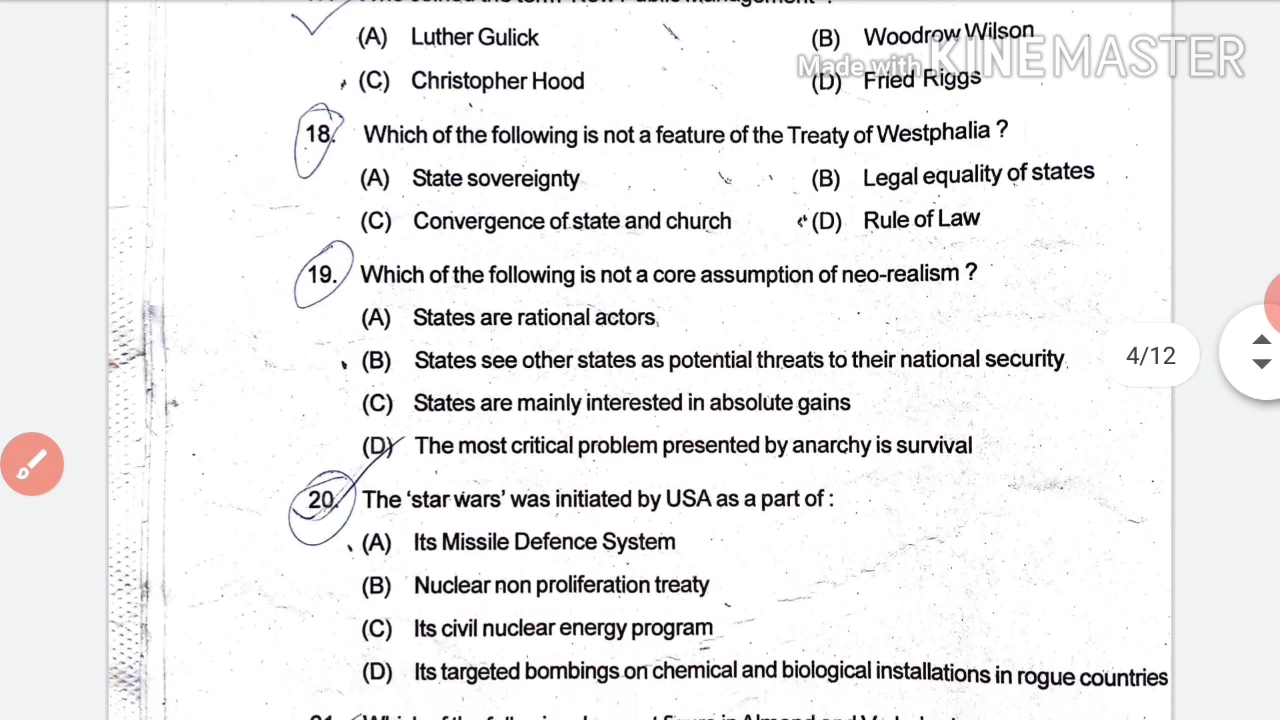 (A) Luther Gulick (B) Woodrow Wilson
Made with KINEMASTER
(C) Christopher Hood (D) Fried Riggs
18. Which of the following is not a feature of the Treaty of Westphalia ?
(A) State sovereignty (B) Legal equality of states
(C) Convergence of state and church (D) Rule of Law
19. Which of the following is not a core assumption of neo-realism ?
(A) States are rational actors
(B) States see other states as potential threats to their national security
4/12
(C) States are mainly interested in absolute gains
(D) The most critical problem presented by anarchy is survival
20. The ‘star wars’ was initiated by USA as a part of :
(A) Its Missile Defence System
(B) Nuclear non proliferation treaty
(C) Its civil nuclear energy program
(D) Its targeted bombings on chemical and biological installations in rogue countries